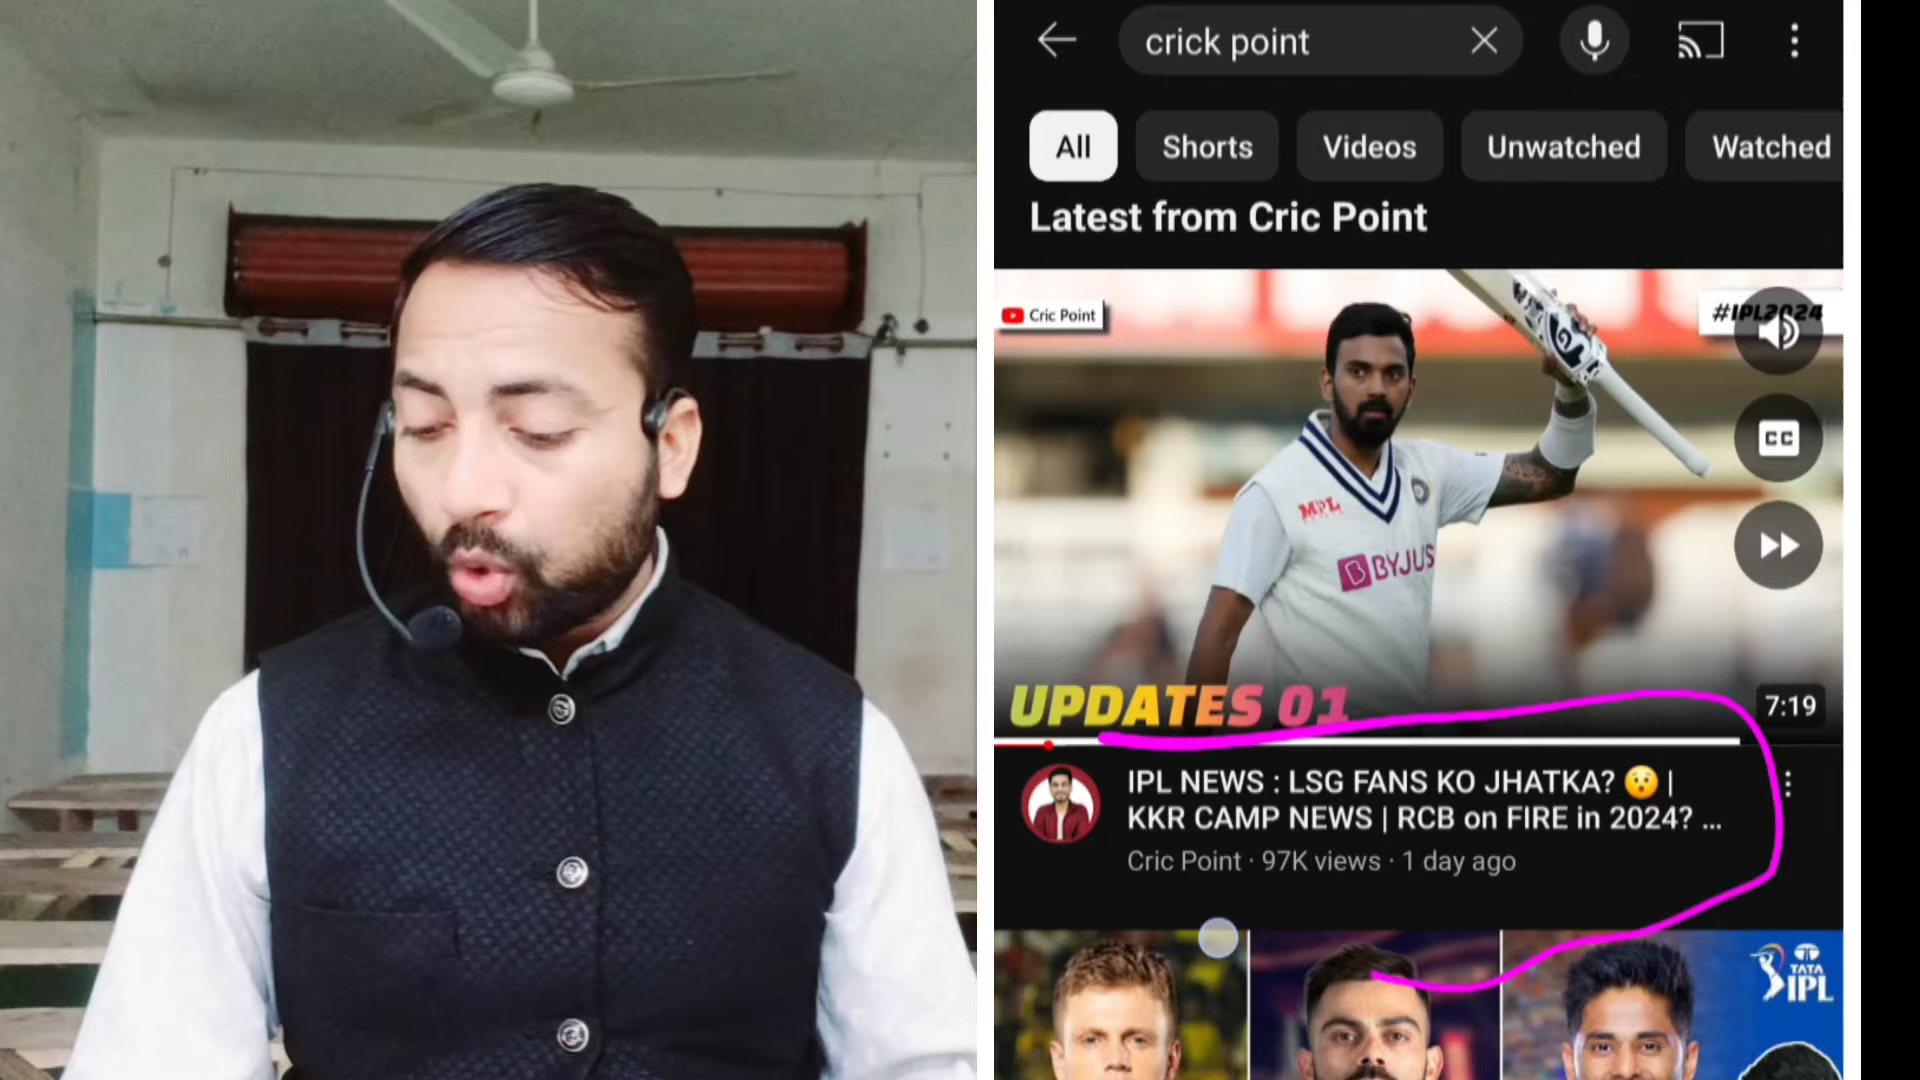 crick point
All
Shorts
Videos
Unwatched
Watched
Latest from Cric Point
Cric Point
#IPL2024
CC
MPL
BYJUS
UPDATES 01
7:19
IPL NEWS : LSG FANS KO JHATKA? 😯 |
KKR CAMP NEWS | RCB on FIRE in 2024? ...
Cric Point · 97K views · 1 day ago
TATA
IPL